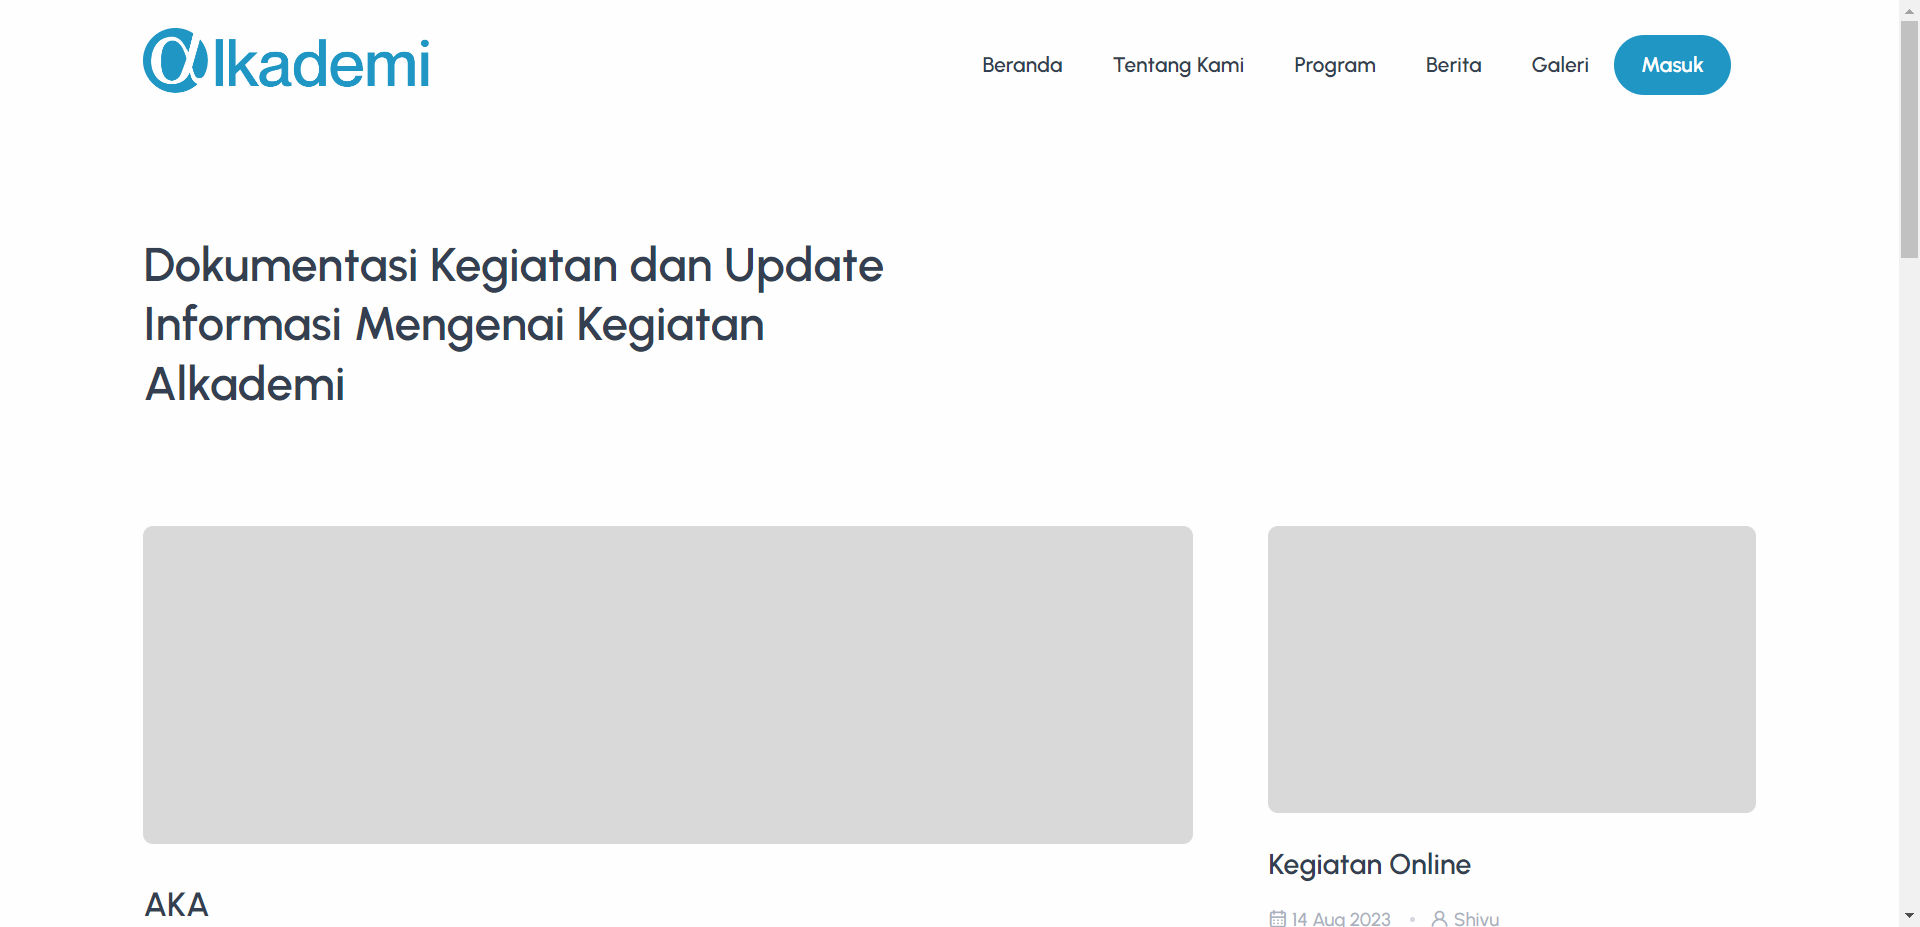 @lkademi
Beranda Tentang Kami Program Berita Galeri Masuk
Dokumentasi Kegiatan dan Update
Informasi Mengenai Kegiatan
Alkademi
AKA
Kegiatan Online
14 Aug 2023 • Shivu